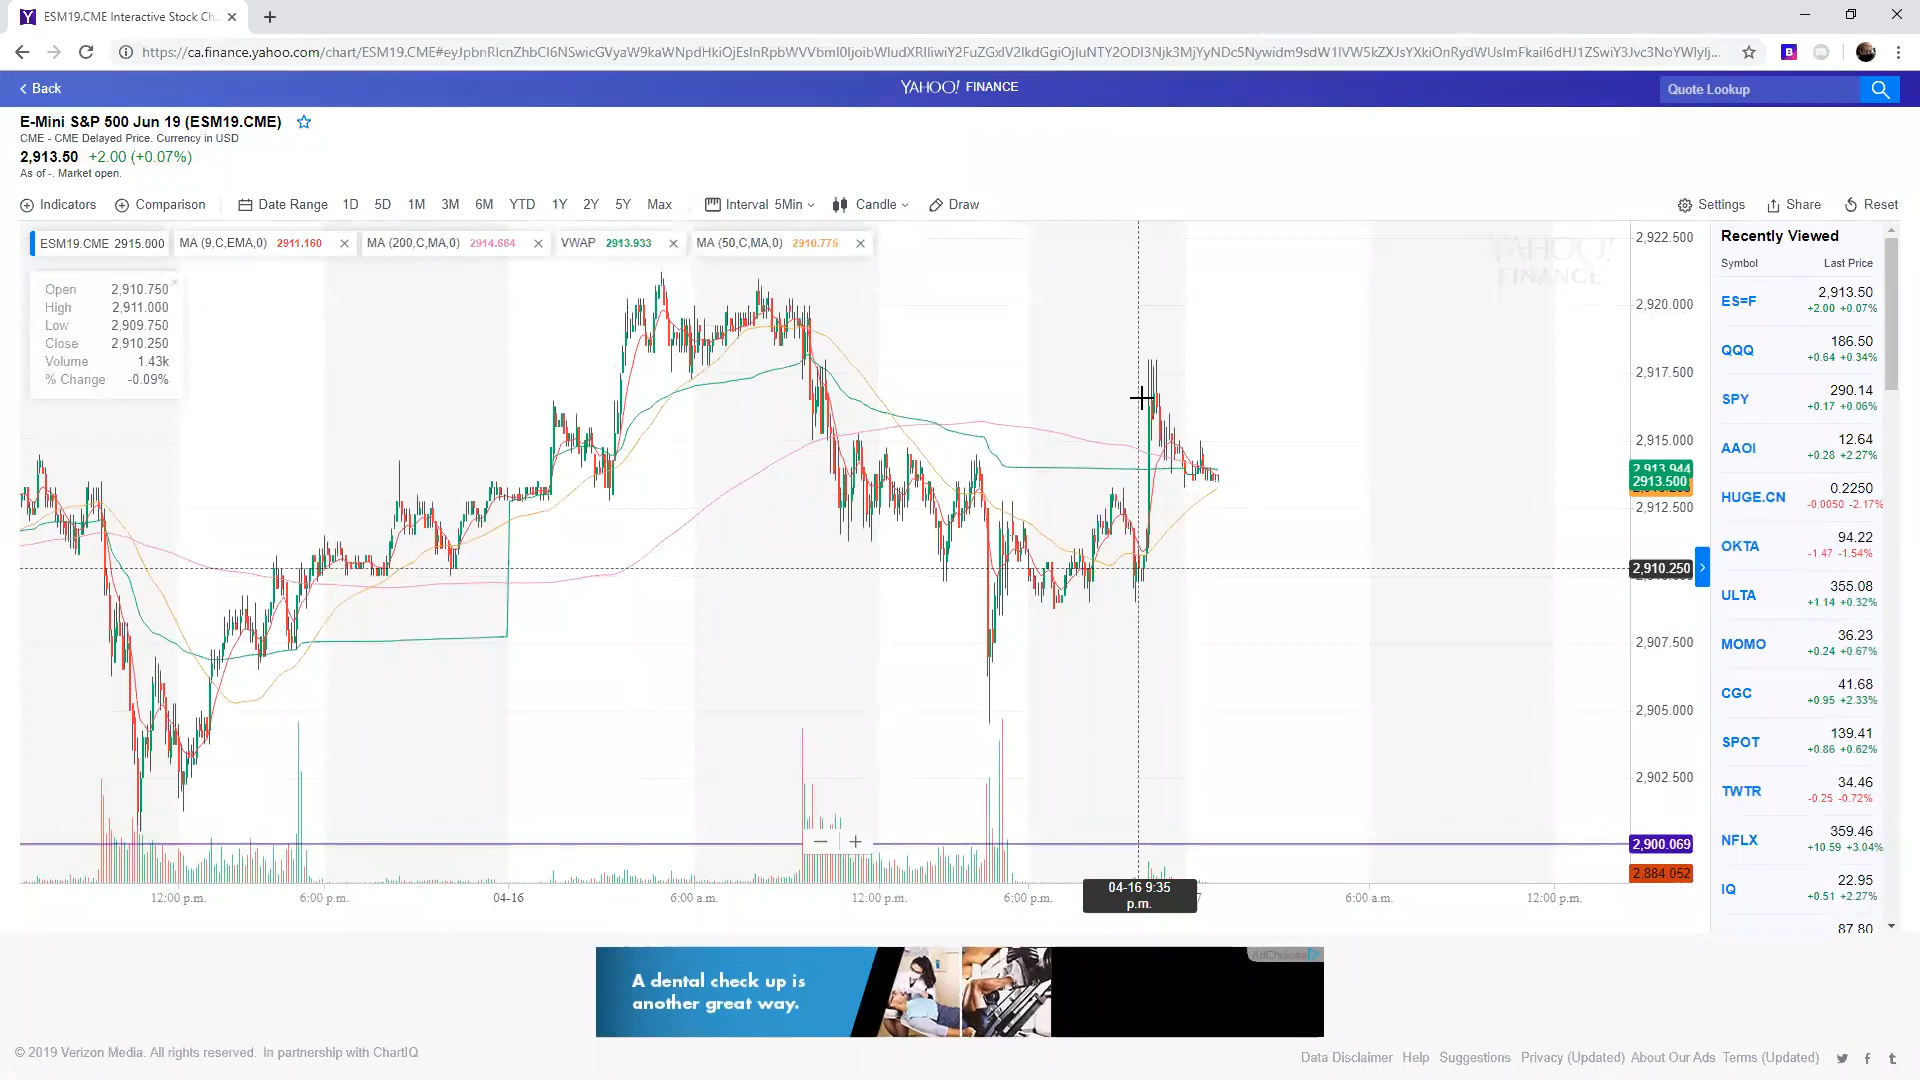 ESM19.CME Interactive Stock Ch
Back
YAHOO! FINANCE
Quote Lookup
E-Mini S&P 500 Jun 19 (ESM19.CME)
CME - CME Delayed Price. Currency in USD
2,913.50 +2.00 (+0.07%)
As of -. Market open.
Indicators Comparison Date Range 1D 5D 1M 3M 6M YTD 1Y 2Y 5Y Max Interval 5Min Candle Draw Settings Share Reset
ESM19.CME 2915.000 MA (9,C,EMA,0) 2911.160 MA (200,C,MA,0) 2914.664 VWAP 2913.933 MA (50,C,MA,0) 2910.775
Open 2,910.750
High 2,911.000
Low 2,909.750
Close 2,910.250
Volume 1.43k
% Change -0.09%
YAHOO!
FINANCE
2,922.500
2,920.000
2,917.500
2,915.000
2,913.944
2913.500
2,912.500
2,910.250
2,907.500
2,905.000
2,902.500
2,900.069
2,884.052
12:00 p.m. 6:00 p.m. 04-16 6:00 a.m. 12:00 p.m. 6:00 p.m. 6:00 a.m. 12:00 p.m.
04-16 9:35
p.m.
Recently Viewed
Symbol Last Price
ES=F 2,913.50
+2.00 +0.07%
QQQ 186.50
+0.64 +0.34%
SPY 290.14
+0.17 +0.06%
AAOI 12.64
+0.28 +2.27%
HUGE.CN 0.2250
-0.0050 -2.17%
OKTA 94.22
-1.47 -1.54%
ULTA 355.08
+1.14 +0.32%
MOMO 36.23
+0.24 +0.67%
CGC 41.68
+0.95 +2.33%
SPOT 139.41
+0.86 +0.62%
TWTR 34.46
-0.25 -0.72%
NFLX 359.46
+10.59 +3.04%
IQ 22.95
+0.51 +2.27%
87.80
A dental check up is
another great way.
AdChoices
© 2019 Verizon Media. All rights reserved. In partnership with ChartIQ
Data Disclaimer Help Suggestions Privacy (Updated) About Our Ads Terms (Updated)